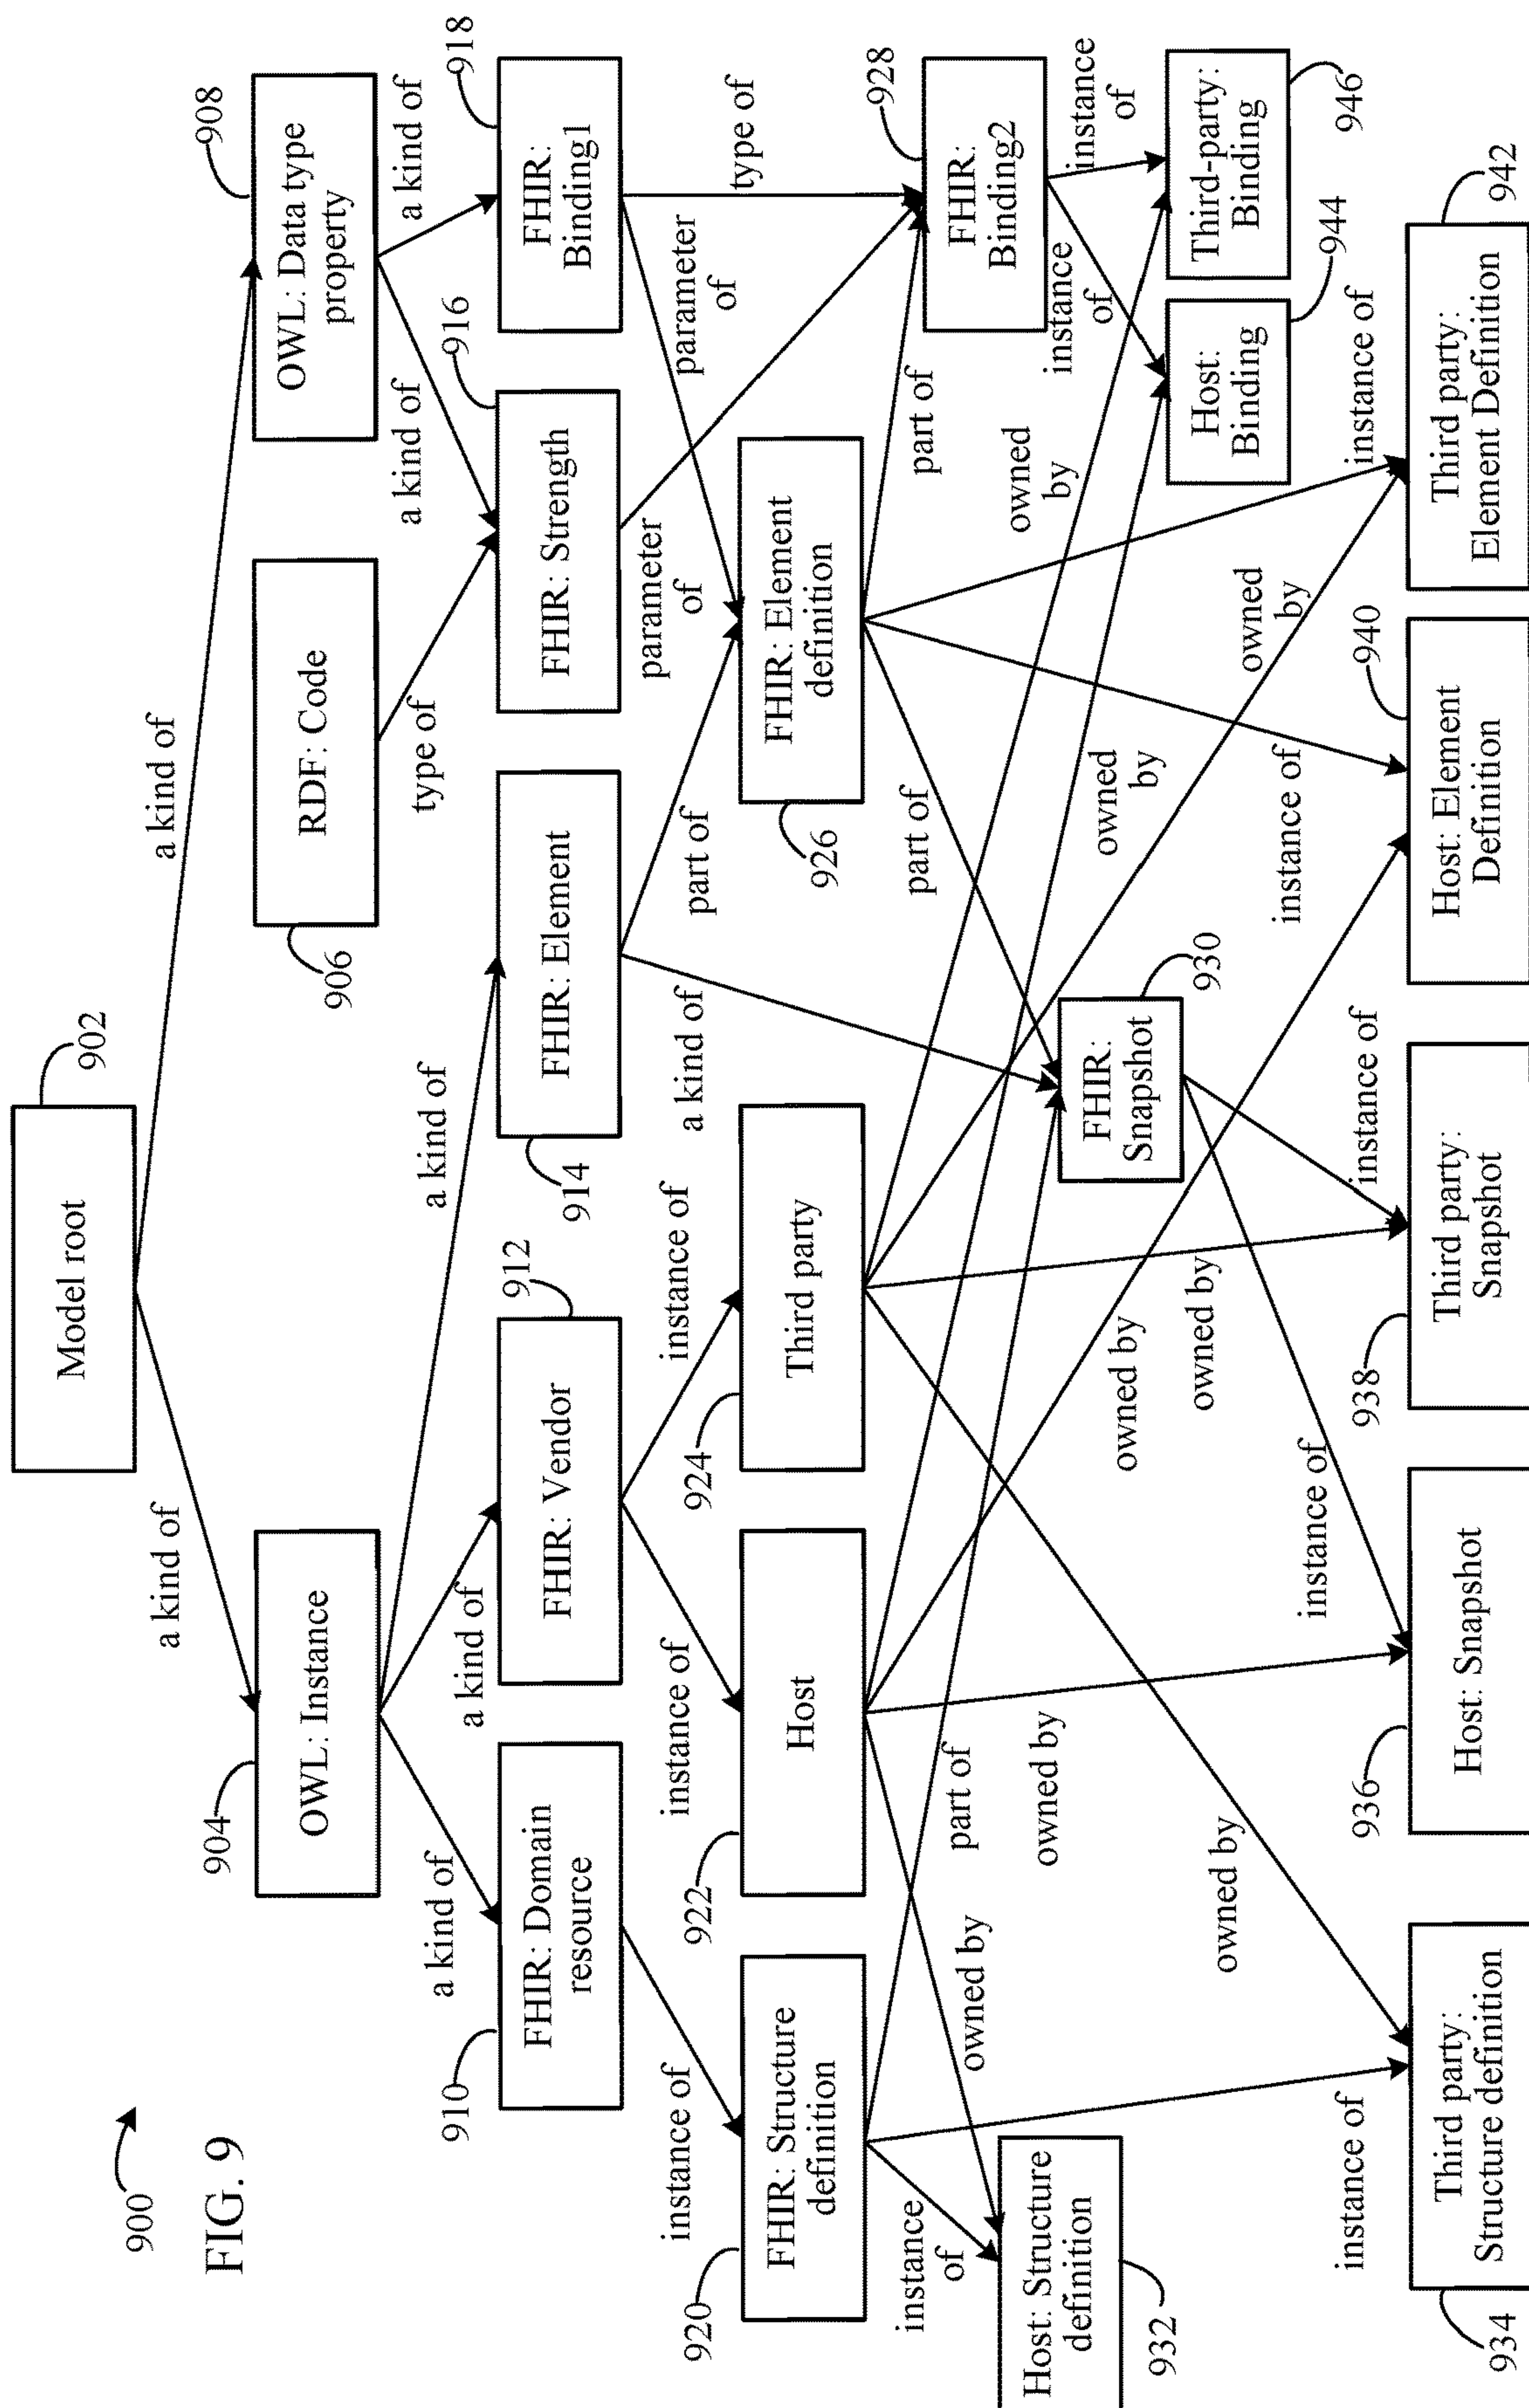 900
FIG. 9
Model root
902
a kind of
a kind of
904
OWL: Instance
906
RDF: Code
908
OWL: Data type
property
a kind of
a kind of
a kind of
type of
a kind of
a kind of
910
FHIR: Domain
resource
912
FHIR: Vendor
914
FHIR: Element
916
FHIR: Strength
918
FHIR:
Binding1
instance of
instance of
instance of
a kind of
part of
parameter
of
parameter
of
type of
920
FHIR: Structure
definition
922
Host
924
Third party
926
FHIR: Element
definition
928
FHIR:
Binding2
instance
of
owned by
part of
owned by
part of
part of
owned
by
instance
of
instance
of
932
Host: Structure
definition
930
FHIR:
Snapshot
owned by
owned by
owned by
owned
by
owned
by
944
Host:
Binding
946
Third-party:
Binding
instance of
instance of
instance of
instance of
instance of
934
Third party:
Structure definition
936
Host: Snapshot
938
Third party:
Snapshot
940
Host: Element
Definition
942
Third party:
Element Definition